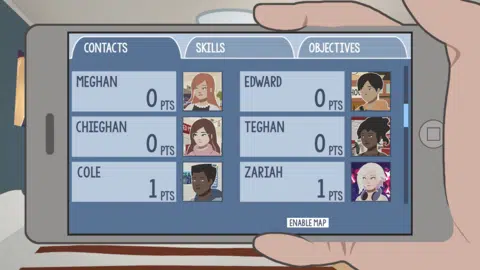 CONTACTS
SKILLS
OBJECTIVES
MEGHAN
0 PTS
EDWARD
0 PTS
CHIEGHAN
0 PTS
TEGHAN
0 PTS
COLE
1 PTS
ZARIAH
1 PTS
ENABLE MAP